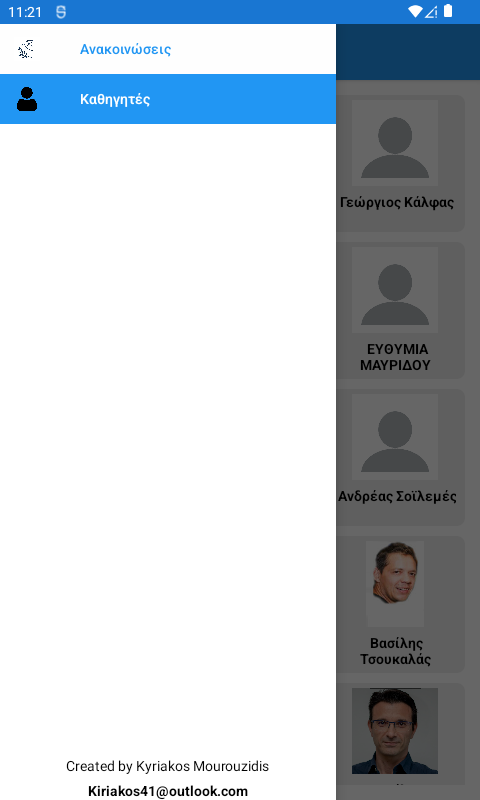 11:21
Ανακοινώσεις
Καθηγητές
Γεώργιος Κάλφας
ΕΥΘΥΜΙΑ
ΜΑΥΡΙΔΟΥ
Ανδρέας Σοϊλεμές
Βασίλης
Τσουκαλάς
Created by Kyriakos Mourouzidis
Kiriakos41@outlook.com